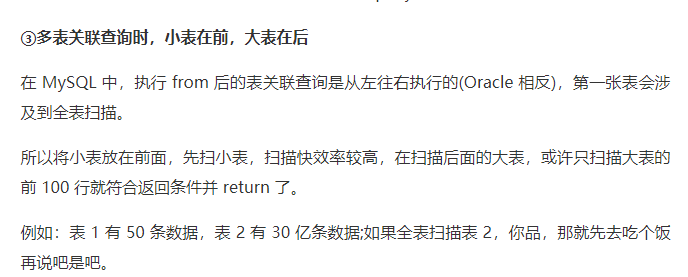 ③多表关联查询时，小表在前，大表在后
在 MySQL 中，执行 from 后的表关联查询是从左往右执行的(Oracle 相反)，第一张表会涉
及到全表扫描。
所以将小表放在前面，先扫小表，扫描快效率较高，在扫描后面的大表，或许只扫描大表的
前 100 行就符合返回条件并 return 了。
例如：表 1 有 50 条数据，表 2 有 30 亿条数据;如果全表扫描表 2，你品，那就先去吃个饭
再说吧是吧。